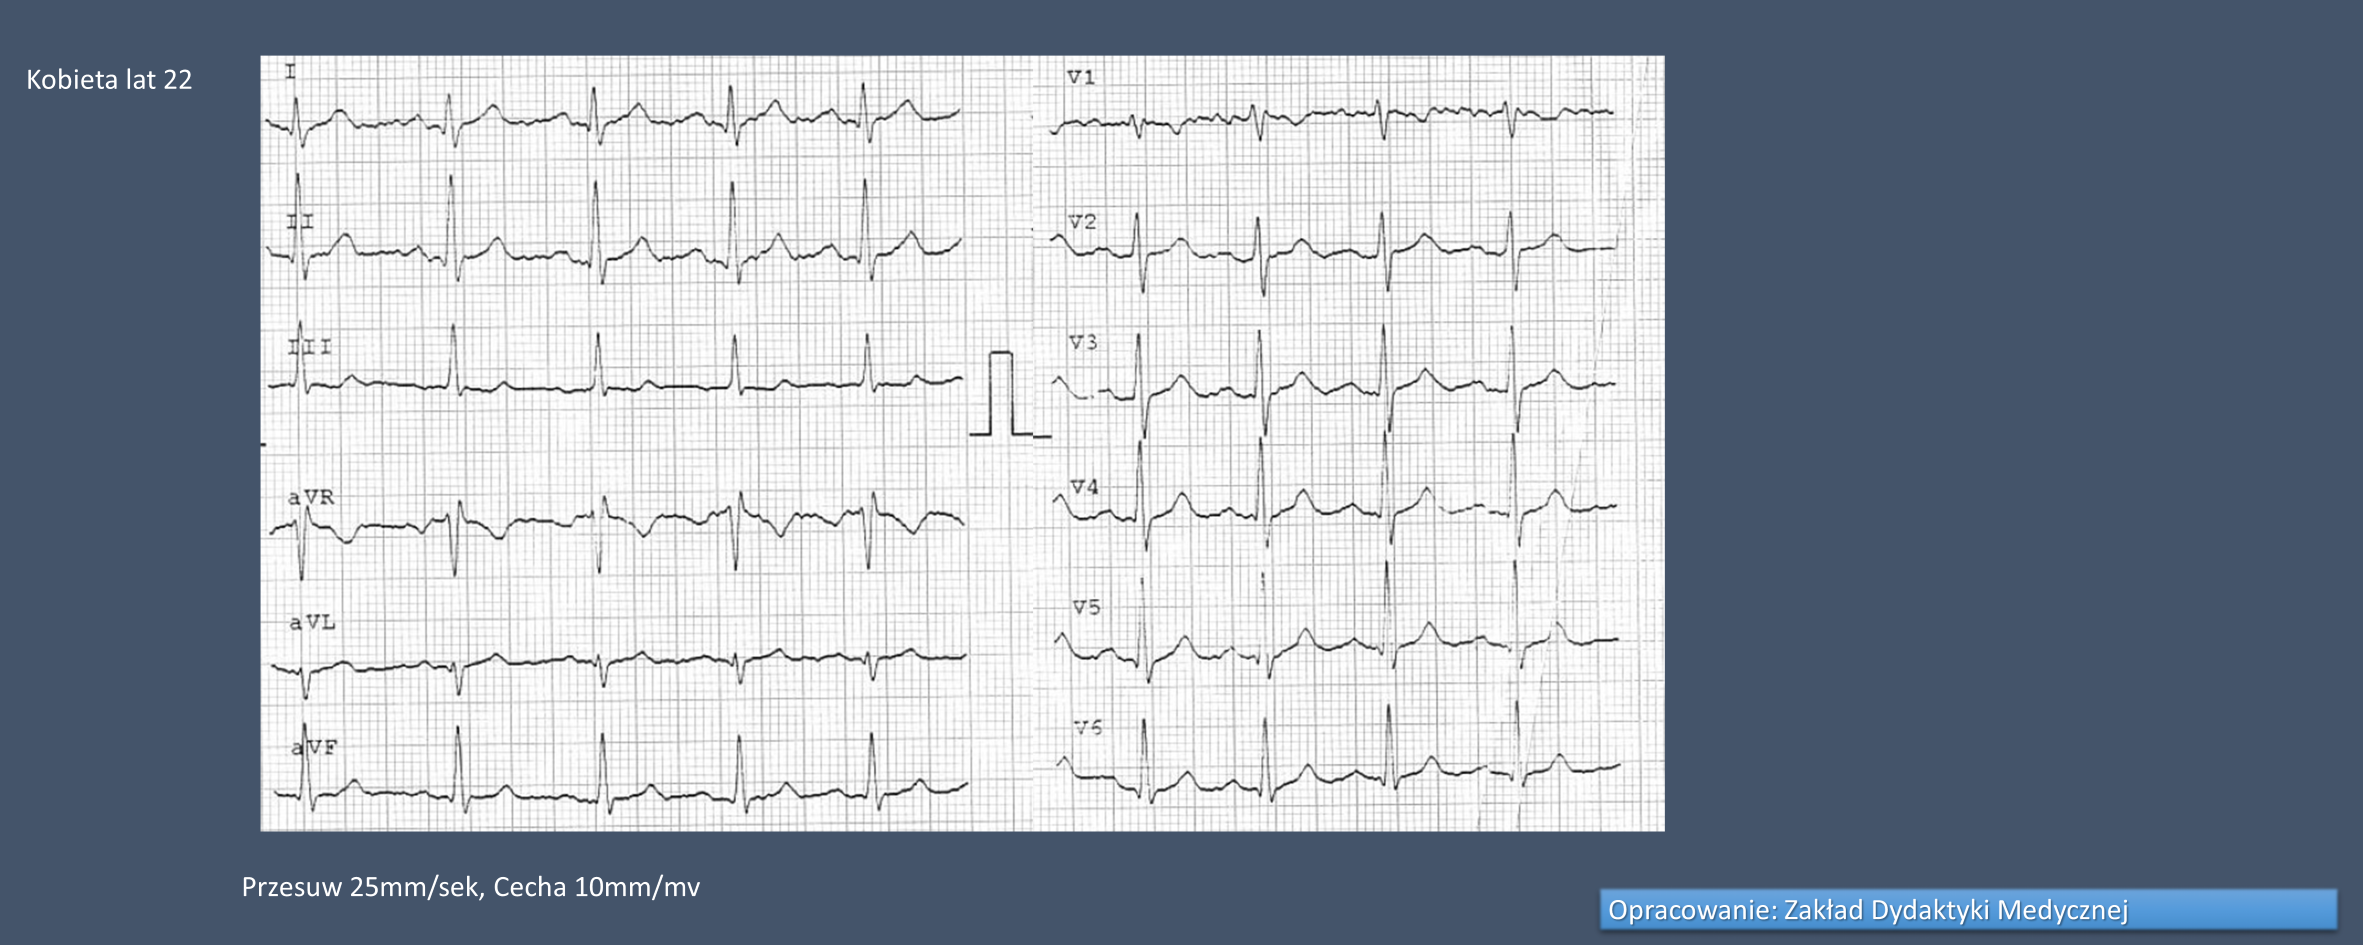 Kobieta lat 22
I
II
III
aVR
aVL
aVF
V1
V2
V3
V4
V5
V6
Przesuw 25mm/sek, Cecha 10mm/mv
Opracowanie: Zakład Dydaktyki Medycznej